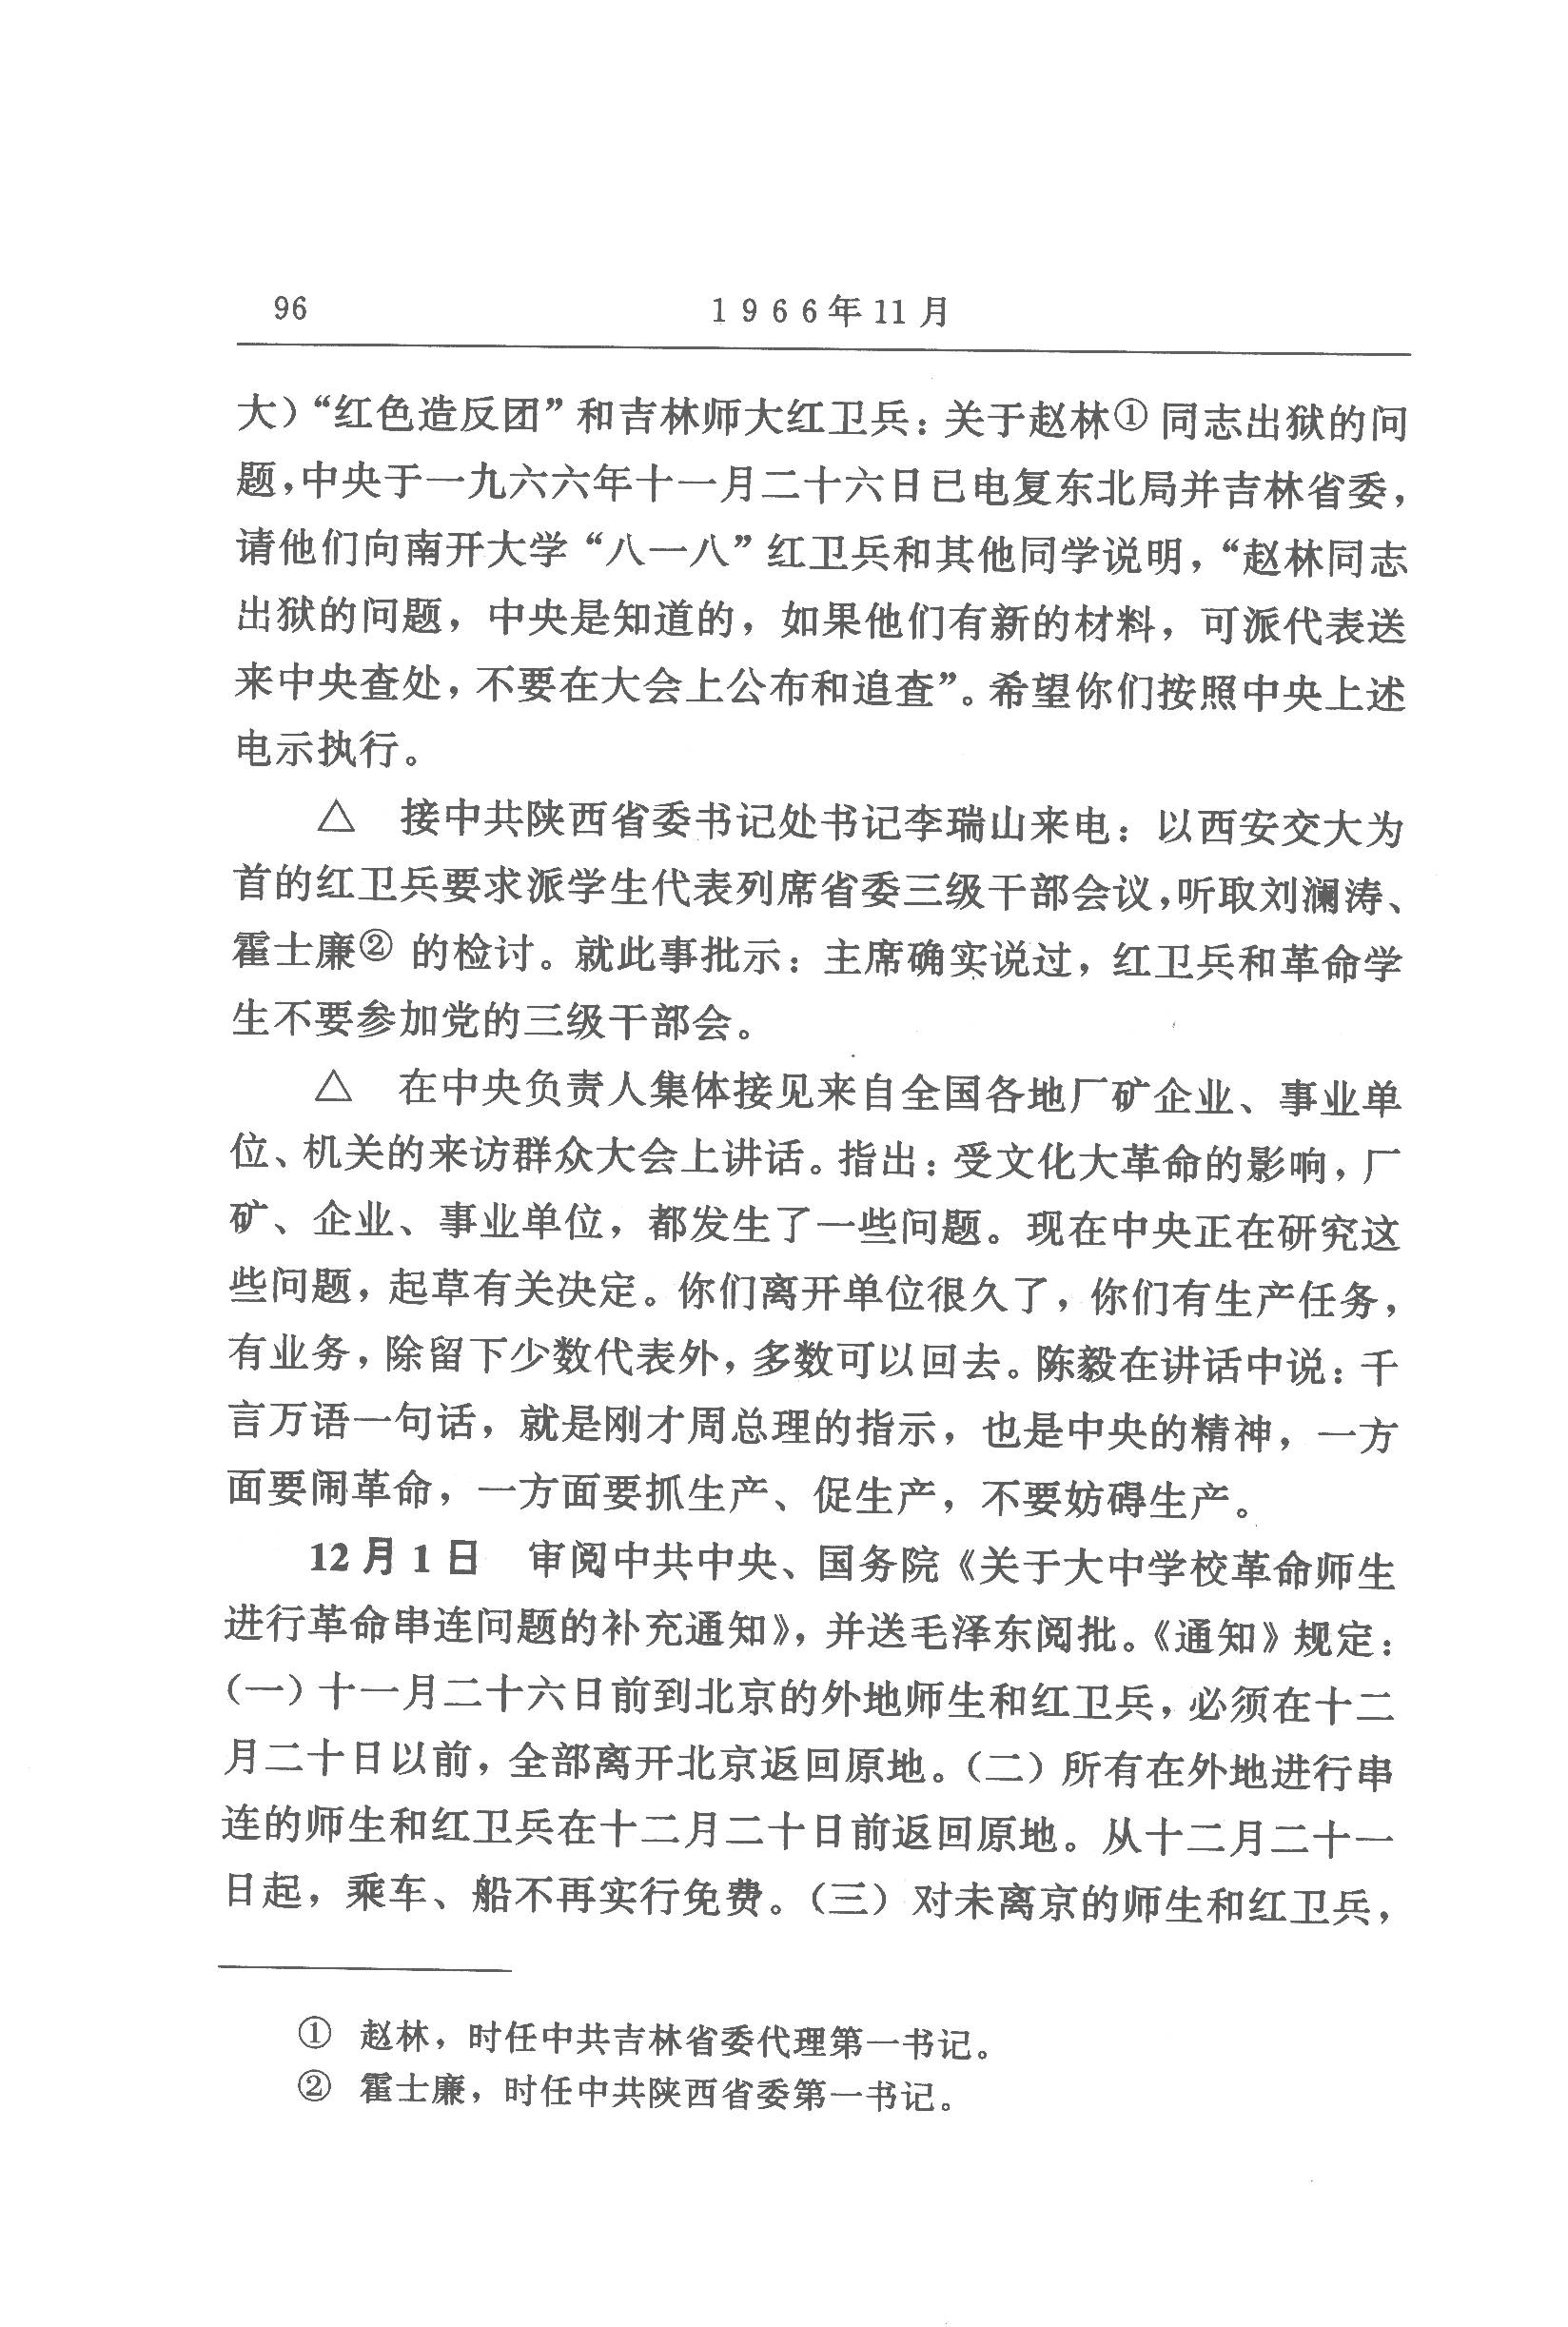 96
1966年11月
大)“红色造反团”和吉林师大红卫兵：关于赵林①同志出狱的问
题，中央于一九六六年十一月二十六日已电复东北局并吉林省委，
请他们向南开大学“八一八”红卫兵和其他同学说明，“赵林同志
出狱的问题，中央是知道的，如果他们有新的材料，可派代表送
来中央查处，不要在大会上公布和追查”。希望你们按照中央上述
电示执行。
△ 接中共陕西省委书记处书记李瑞山来电：以西安交大为
首的红卫兵要求派学生代表列席省委三级干部会议，听取刘澜涛、
霍士廉②的检讨。就此事批示：主席确实说过，红卫兵和革命学
生不要参加党的三级干部会。
△ 在中央负责人集体接见来自全国各地厂矿企业、事业单
位、机关的来访群众大会上讲话。指出：受文化大革命的影响，厂
矿、企业、事业单位，都发生了一些问题。现在中央正在研究这
些问题，起草有关决定。你们离开单位很久了，你们有生产任务，
有业务，除留下少数代表外，多数可以回去。陈毅在讲话中说：千
言万语一句话，就是刚才周总理的指示，也是中央的精神，一方
面要闹革命，一方面要抓生产、促生产，不要妨碍生产。
12月1日 审阅中共中央、国务院《关于大中学校革命师生
进行革命串连问题的补充通知》，并送毛泽东阅批。《通知》规定：
(一)十一月二十六日前到北京的外地师生和红卫兵，必须在十二
月二十日以前，全部离开北京返回原地。(二)所有在外地进行串
连的师生和红卫兵在十二月二十日前返回原地。从十二月二十一
日起，乘车、船不再实行免费。(三)对未离京的师生和红卫兵，
① 赵林，时任中共吉林省委代理第一书记。
② 霍士廉，时任中共陕西省委第一书记。